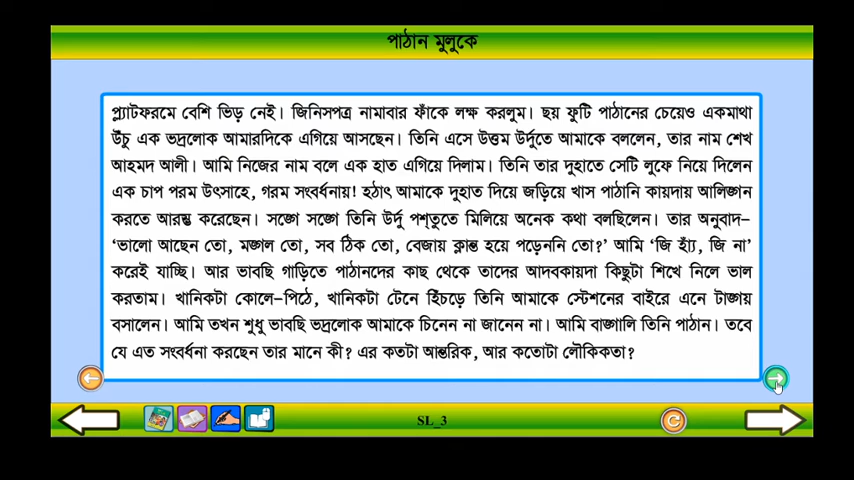 পাঠান মুলুকে
প্ল্যাটফরমে বেশি ভিড় নেই। জিনিসপত্র নামাবার ফাঁকে লক্ষ করলুম। ছয় ফুটি পাঠানের চেয়েও একমাথা
উঁচু এক ভদ্রলোক আমারদিকে এগিয়ে আসছেন। তিনি এসে উত্তম উর্দুতে আমাকে বললেন, তার নাম শেখ
আহমদ আলী। আমি নিজের নাম বলে এক হাত এগিয়ে দিলাম। তিনি তার দুহাতে সেটি লুফে নিয়ে দিলেন
এক চাপ পরম উৎসাহে, গরম সংবর্ধনায়! হঠাৎ আমাকে দুহাত দিয়ে জড়িয়ে খাস পাঠানি কায়দায় আলিঙ্গান
করতে আরম্ভ করেছেন। সঙ্গে সঙ্গে তিনি উর্দু পশ্‌তুতে মিলিয়ে অনেক কথা বলছিলেন। তার অনুবাদ–
‘ভালো আছেন তো, মঙ্গল তো, সব ঠিক তো, বেজায় ক্লান্ত হয়ে পড়েননি তো?’ আমি ‘জি হ্যাঁ, জি না’
করেই যাচ্ছি। আর ভাবছি গাড়িতে পাঠানদের কাছ থেকে তাদের আদবকায়দা কিছুটা শিখে নিলে ভাল
করতাম। খানিকটা কোলে–পিঠে, খানিকটা টেনে হিঁচড়ে তিনি আমাকে স্টেশনের বাইরে এনে টাঙ্গায়
বসালেন। আমি তখন শুধু ভাবছি ভদ্রলোক আমাকে চিনেন না জানেন না। আমি বাঙ্গালি তিনি পাঠান। তবে
যে এত সংবর্ধনা করছেন তার মানে কী? এর কতটা আন্তরিক, আর কতোটা লৌকিকতা?
SL_3